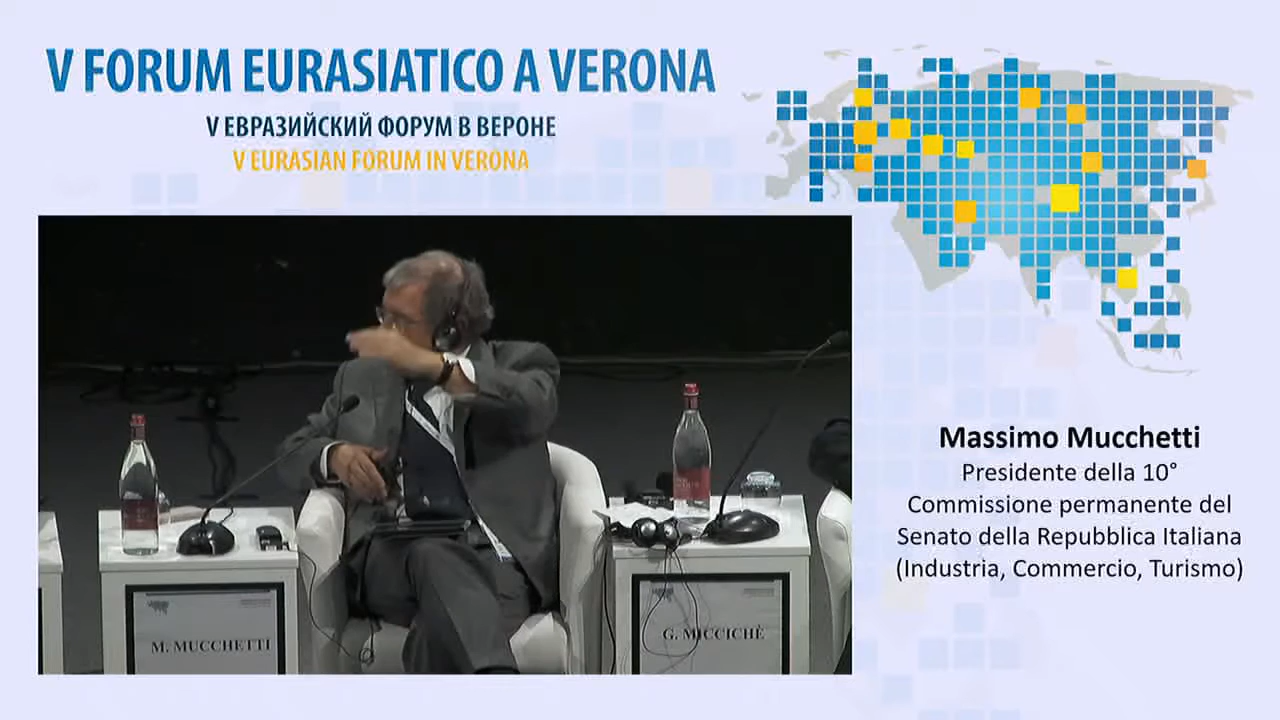 V FORUM EURASIATICO A VERONA
V ЕВРАЗИЙСКИЙ ФОРУМ В ВЕРОНЕ
V EURASIAN FORUM IN VERONA
Massimo Mucchetti
Presidente della 10°
Commissione permanente del
Senato della Repubblica Italiana
(Industria, Commercio, Turismo)
M. MUCCHETTI
G. MICCICHÈ